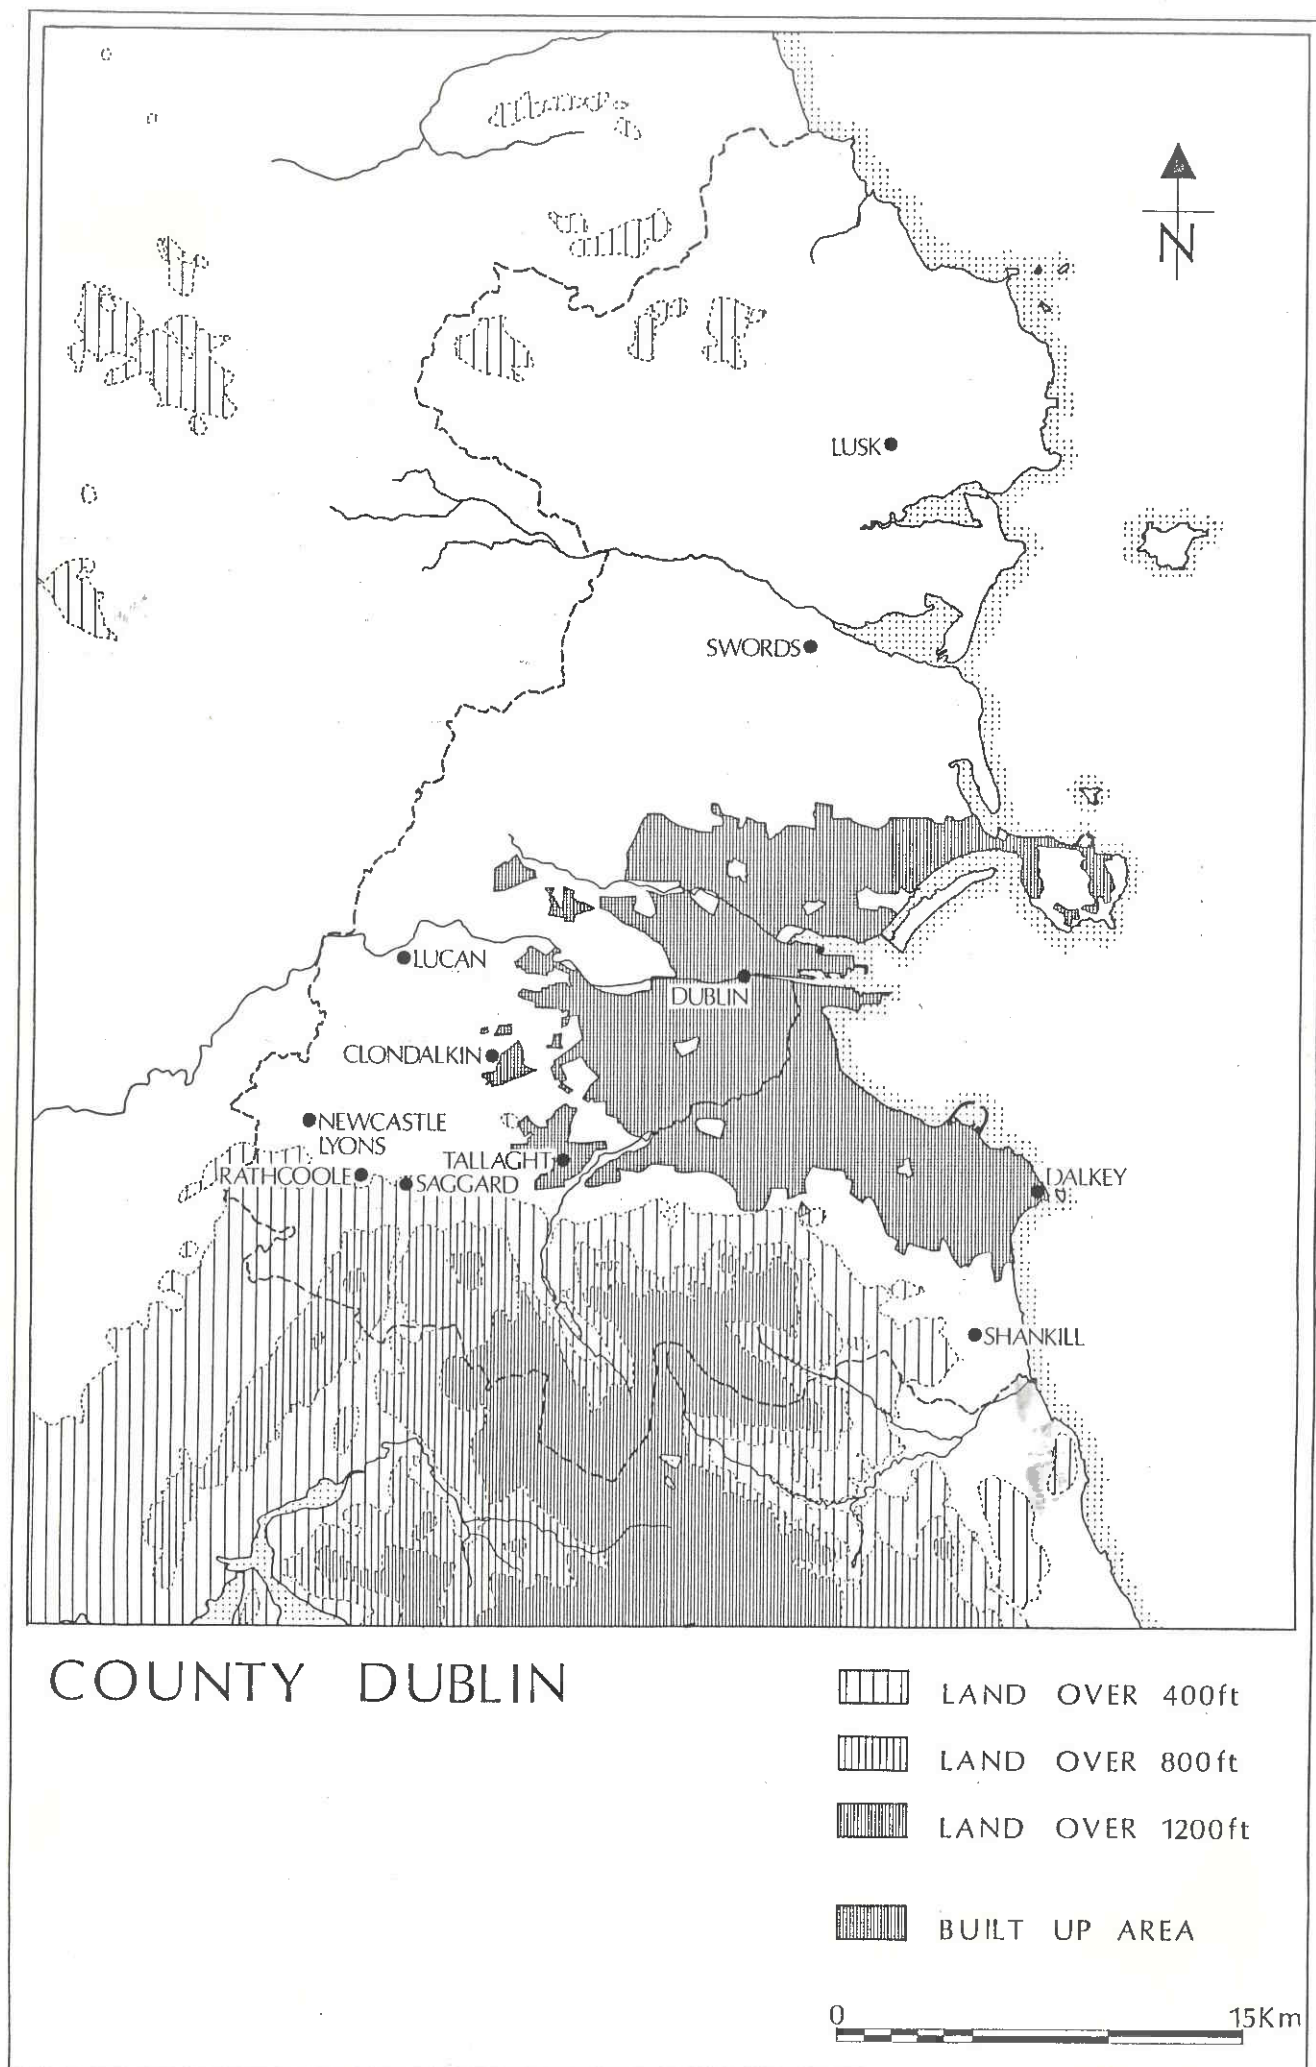 N
LUSK
SWORDS
LUCAN
DUBLIN
CLONDALKIN
NEWCASTLE
LYONS
TALLAGHT
RATHCOOLE
SAGGARD
DALKEY
SHANKILL
COUNTY DUBLIN
LAND OVER 400ft
LAND OVER 800ft
LAND OVER 1200ft
BUILT UP AREA
0 15Km